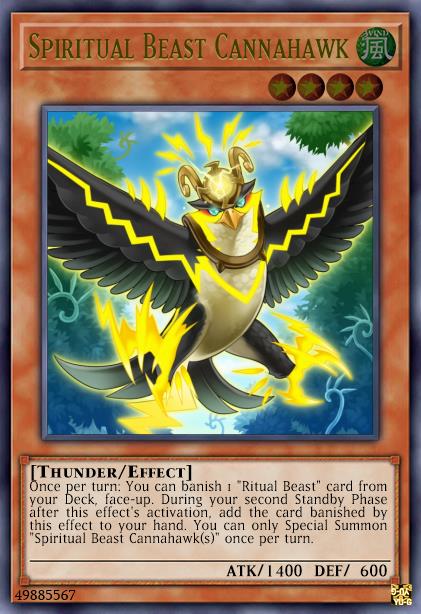 SPIRITUAL BEAST CANNAHAWK
WIND
風
[THUNDER/EFFECT]
Once per turn: You can banish 1 "Ritual Beast" card from
your Deck, face-up. During your second Standby Phase
after this effect's activation, add the card banished by
this effect to your hand. You can only Special Summon
"Spiritual Beast Cannahawk(s)" once per turn.
ATK/1400 DEF/ 600
49885567